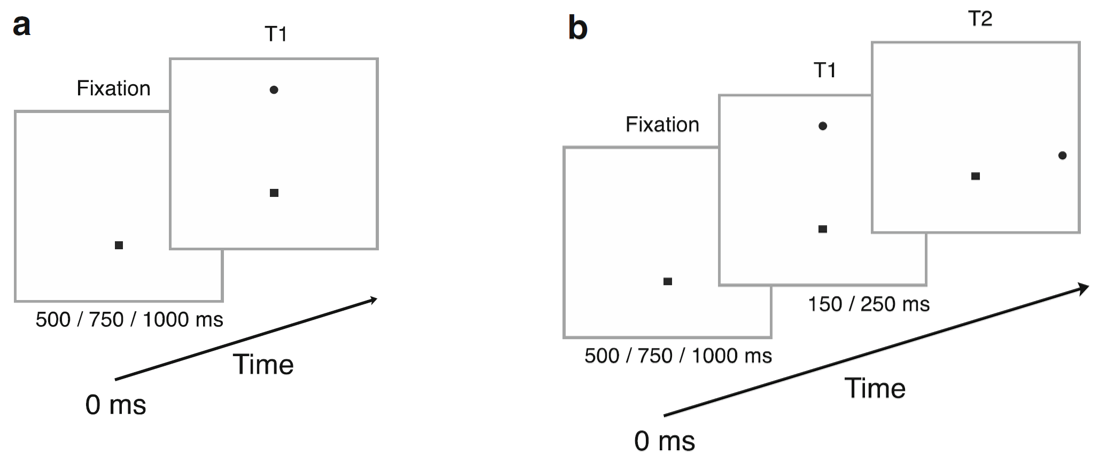 a
T1
Fixation
500 / 750 / 1000 ms
Time
0 ms
b
T2
T1
Fixation
150 / 250 ms
500 / 750 / 1000 ms
Time
0 ms